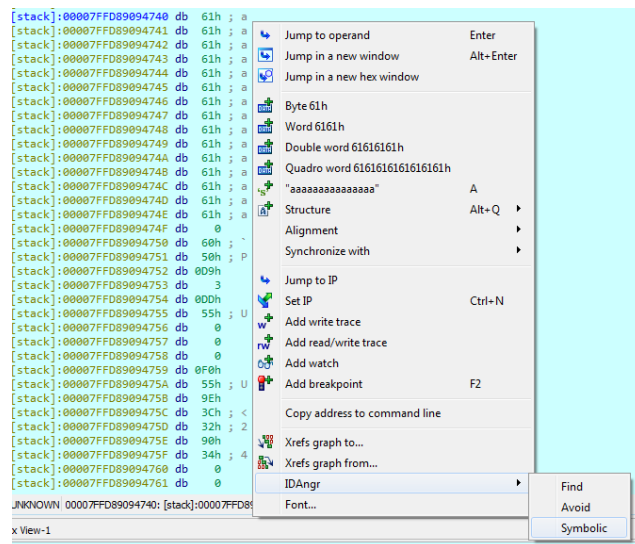 [stack]:00007FFD89094740 db 61h ; a
[stack]:00007FFD89094741 db 61h ; a
[stack]:00007FFD89094742 db 61h ; a
[stack]:00007FFD89094743 db 61h ; a
[stack]:00007FFD89094744 db 61h ; a
[stack]:00007FFD89094745 db 61h ; a
[stack]:00007FFD89094746 db 61h ; a
[stack]:00007FFD89094747 db 61h ; a
[stack]:00007FFD89094748 db 61h ; a
[stack]:00007FFD89094749 db 61h ; a
[stack]:00007FFD8909474A db 61h ; a
[stack]:00007FFD8909474B db 61h ; a
[stack]:00007FFD8909474C db 61h ; a
[stack]:00007FFD8909474D db 61h ; a
[stack]:00007FFD8909474E db 61h ; a
[stack]:00007FFD8909474F db 0
[stack]:00007FFD89094750 db 60h ; `
[stack]:00007FFD89094751 db 50h ; P
[stack]:00007FFD89094752 db 0D9h
[stack]:00007FFD89094753 db 3
[stack]:00007FFD89094754 db 0DDh
[stack]:00007FFD89094755 db 55h ; U
[stack]:00007FFD89094756 db 0
[stack]:00007FFD89094757 db 0
[stack]:00007FFD89094758 db 0
[stack]:00007FFD89094759 db 0F0h
[stack]:00007FFD8909475A db 55h ; U
[stack]:00007FFD8909475B db 9Eh
[stack]:00007FFD8909475C db 3Ch ; <
[stack]:00007FFD8909475D db 32h ; 2
[stack]:00007FFD8909475E db 90h
[stack]:00007FFD8909475F db 34h ; 4
[stack]:00007FFD89094760 db 0
[stack]:00007FFD89094761 db 0
JNKNOWN 00007FFD89094740: [stack]:00007FFD89
x View-1
Jump to operand Enter
Jump in a new window Alt+Enter
Jump in a new hex window
Byte 61h
Word 6161h
Double word 61616161h
Quadro word 6161616161616161h
"aaaaaaaaaaaaaaa" A
Structure Alt+Q
Alignment
Synchronize with
Jump to IP
Set IP Ctrl+N
Add write trace
Add read/write trace
Add watch
Add breakpoint F2
Copy address to command line
Xrefs graph to...
Xrefs graph from...
IDAngr
Font...
Find
Avoid
Symbolic